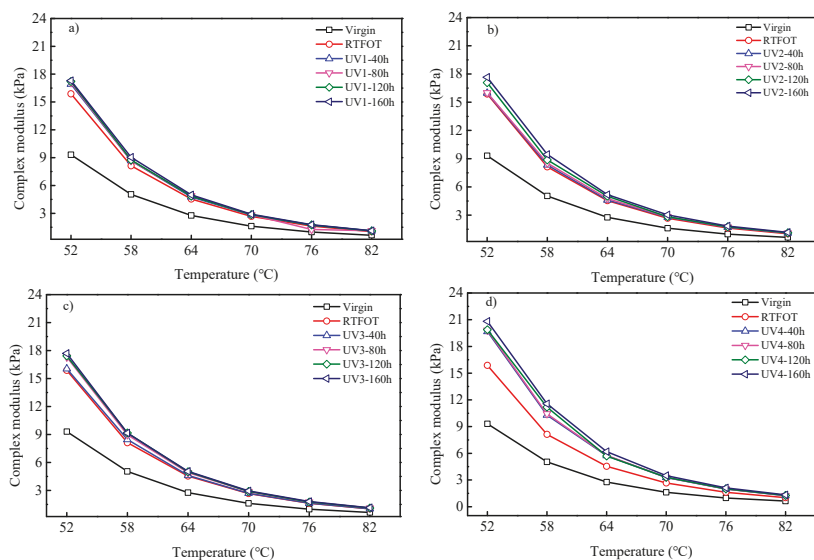 a)
24
21
18
15
12
9
6
3
Complex modulus (kPa)
52 58 64 70 76 82
Temperature (℃)
Virgin
RTFOT
UV1-40h
UV1-80h
UV1-120h
UV1-160h
b)
24
21
18
15
12
9
6
3
Complex modulus (kPa)
52 58 64 70 76 82
Temperature (℃)
Virgin
RTFOT
UV2-40h
UV2-80h
UV2-120h
UV2-160h
c)
24
21
18
15
12
9
6
3
Complex modulus (kPa)
52 58 64 70 76 82
Temperature (℃)
Virgin
RTFOT
UV3-40h
UV3-80h
UV3-120h
UV3-160h
d)
24
21
18
15
12
9
6
3
0
Complex modulus (kPa)
52 58 64 70 76 82
Temperature (℃)
Virgin
RTFOT
UV4-40h
UV4-80h
UV4-120h
UV4-160h